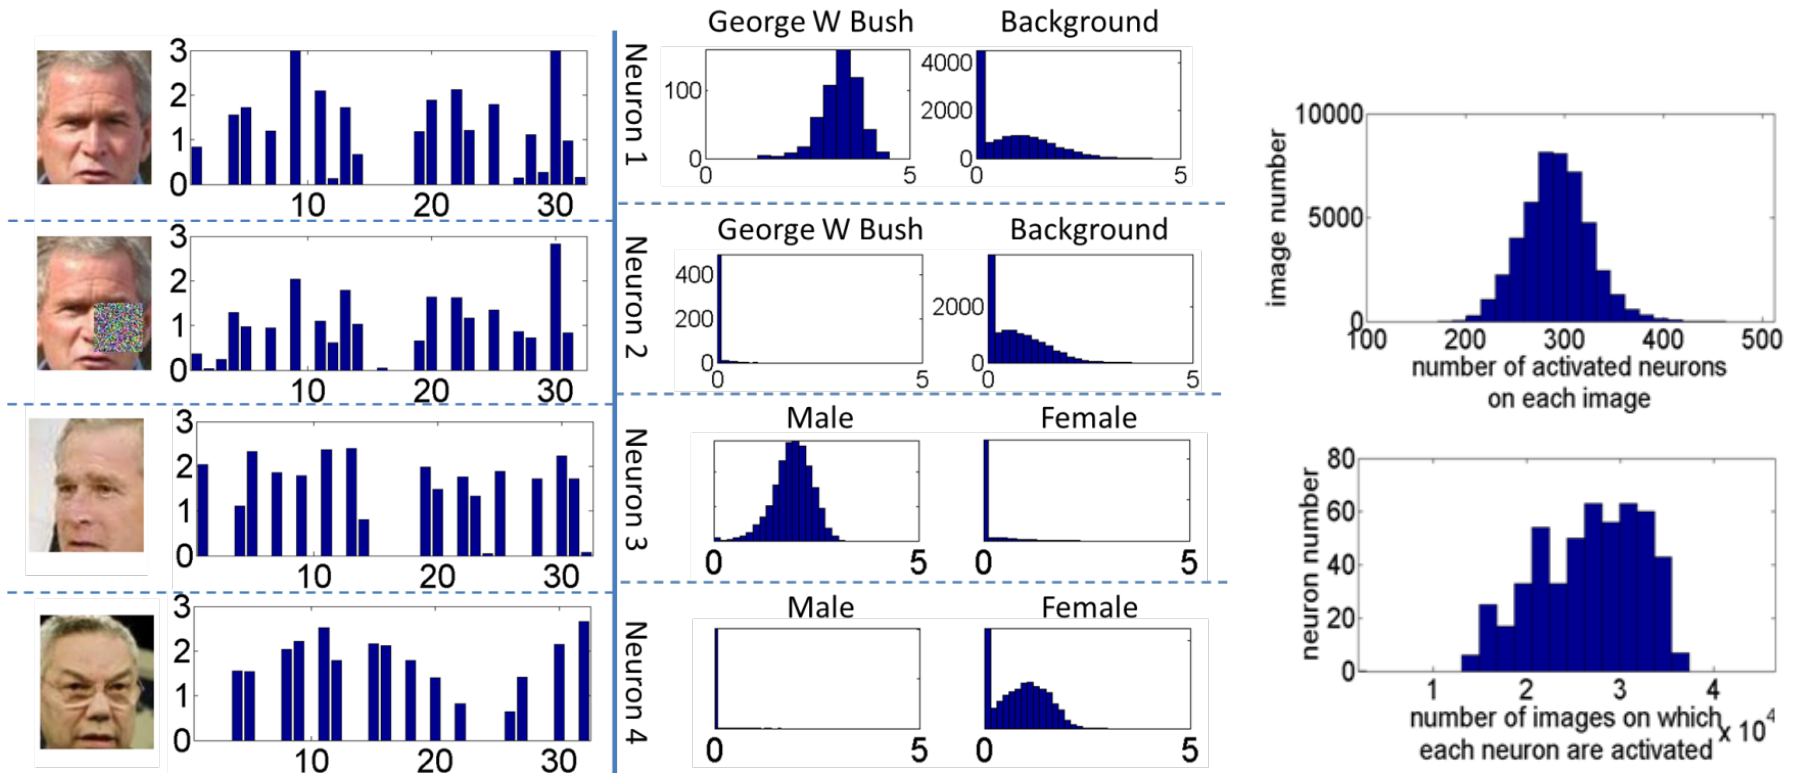 3
2
1
0
10 20 30
3
2
1
0
10 20 30
3
2
1
0
10 20 30
3
2
1
0
10 20 30
Neuron 1
George W Bush
100
0
0 5
Background
4000
2000
0
0 5
Neuron 2
George W Bush
400
200
0
0 5
Background
2000
0
0 5
Neuron 3
Male
0 5
Female
0 5
Neuron 4
Male
0 5
Female
0 5
image number
10000
5000
0
100 200 300 400 500
number of activated neurons
on each image
neuron number
80
60
40
20
0
1 2 3 4
x 10⁴
number of images on which
each neuron are activated